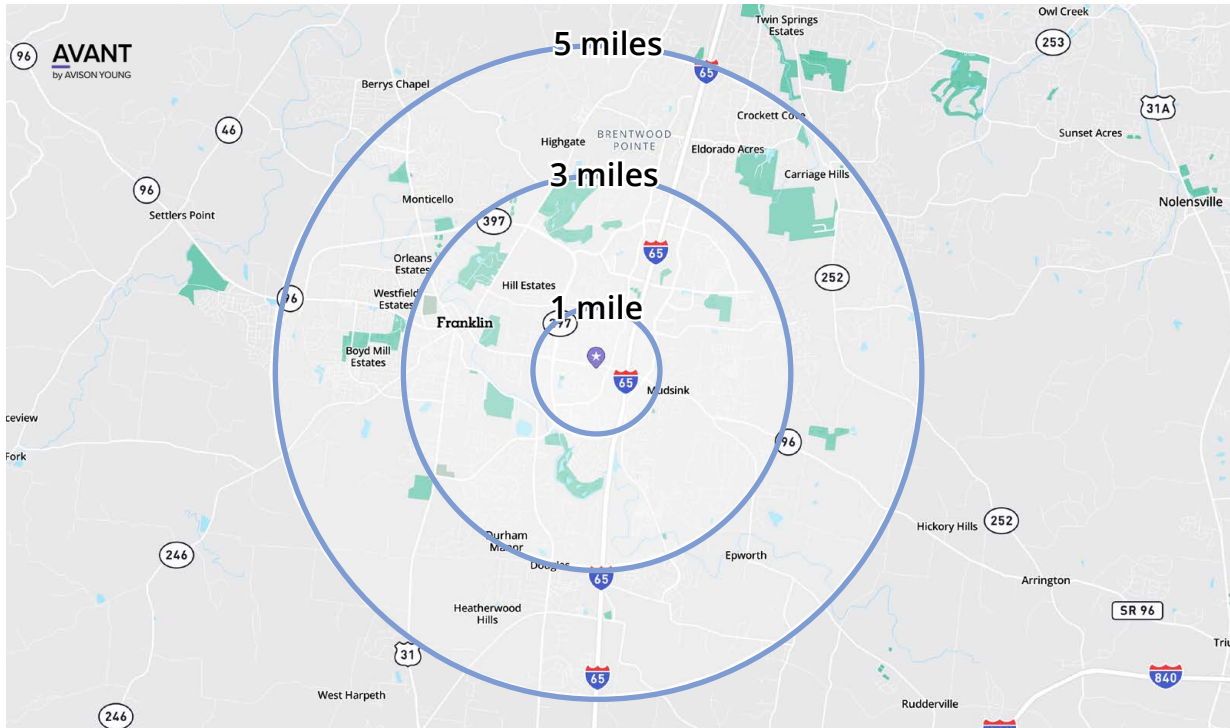 Owl Creek
Twin Springs
Estates
253
96
AVANT
by AVISON YOUNG
5 miles
65
Berrys Chapel
31A
Crockett Cove
46
Sunset Acres
BRENTWOOD
POINTE
Highgate
Eldorado Acres
3 miles
Carriage Hills
96
Monticello
Nolensville
Settlers Point
397
65
Orleans
Estates
252
Hill Estates
96
Westfield
Estates
1 mile
397
Franklin
Boyd Mill
Estates
65
Mudsink
ceview
96
Fork
252
Hickory Hills
Durham
Manor
246
Epworth
Douglas
65
Arrington
Heatherwood
Hills
SR 96
31
65
840
West Harpeth
Rudderville
246